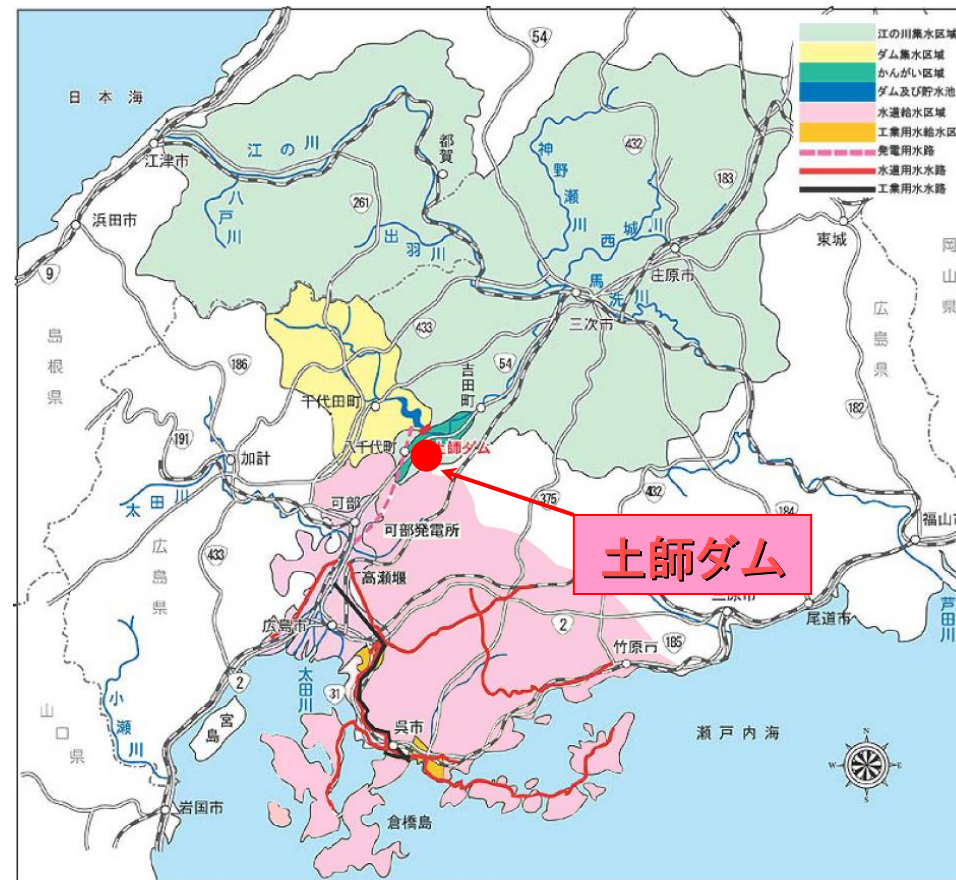 江の川集水区域
ダム集水区域
かんがい区域
ダム及び貯水池
水道給水区域
工業用水給水区
発電用水路
水道用水水路
工業用水水路
54
日本海
江津市
江の川
都賀
神野瀬川
432
183
浜田市
八戸川
261
出羽川
西城川
庄原市
東城
岡山県
9
馬洗川
三次市
広島県
島根県
433
54
吉田町
186
千代田町
182
191
加計
八千代町
土師ダム
太田川
可部
375
432
184
福山市
可部発電所
土師ダム
広島県
433
高瀬堰
三原市
尾道市
芦田川
広島市
2
185
竹原市
太田川
31
2
小瀬川
宮島
呉市
瀬戸内海
山口県
N
W
E
S
岩国市
倉橋島